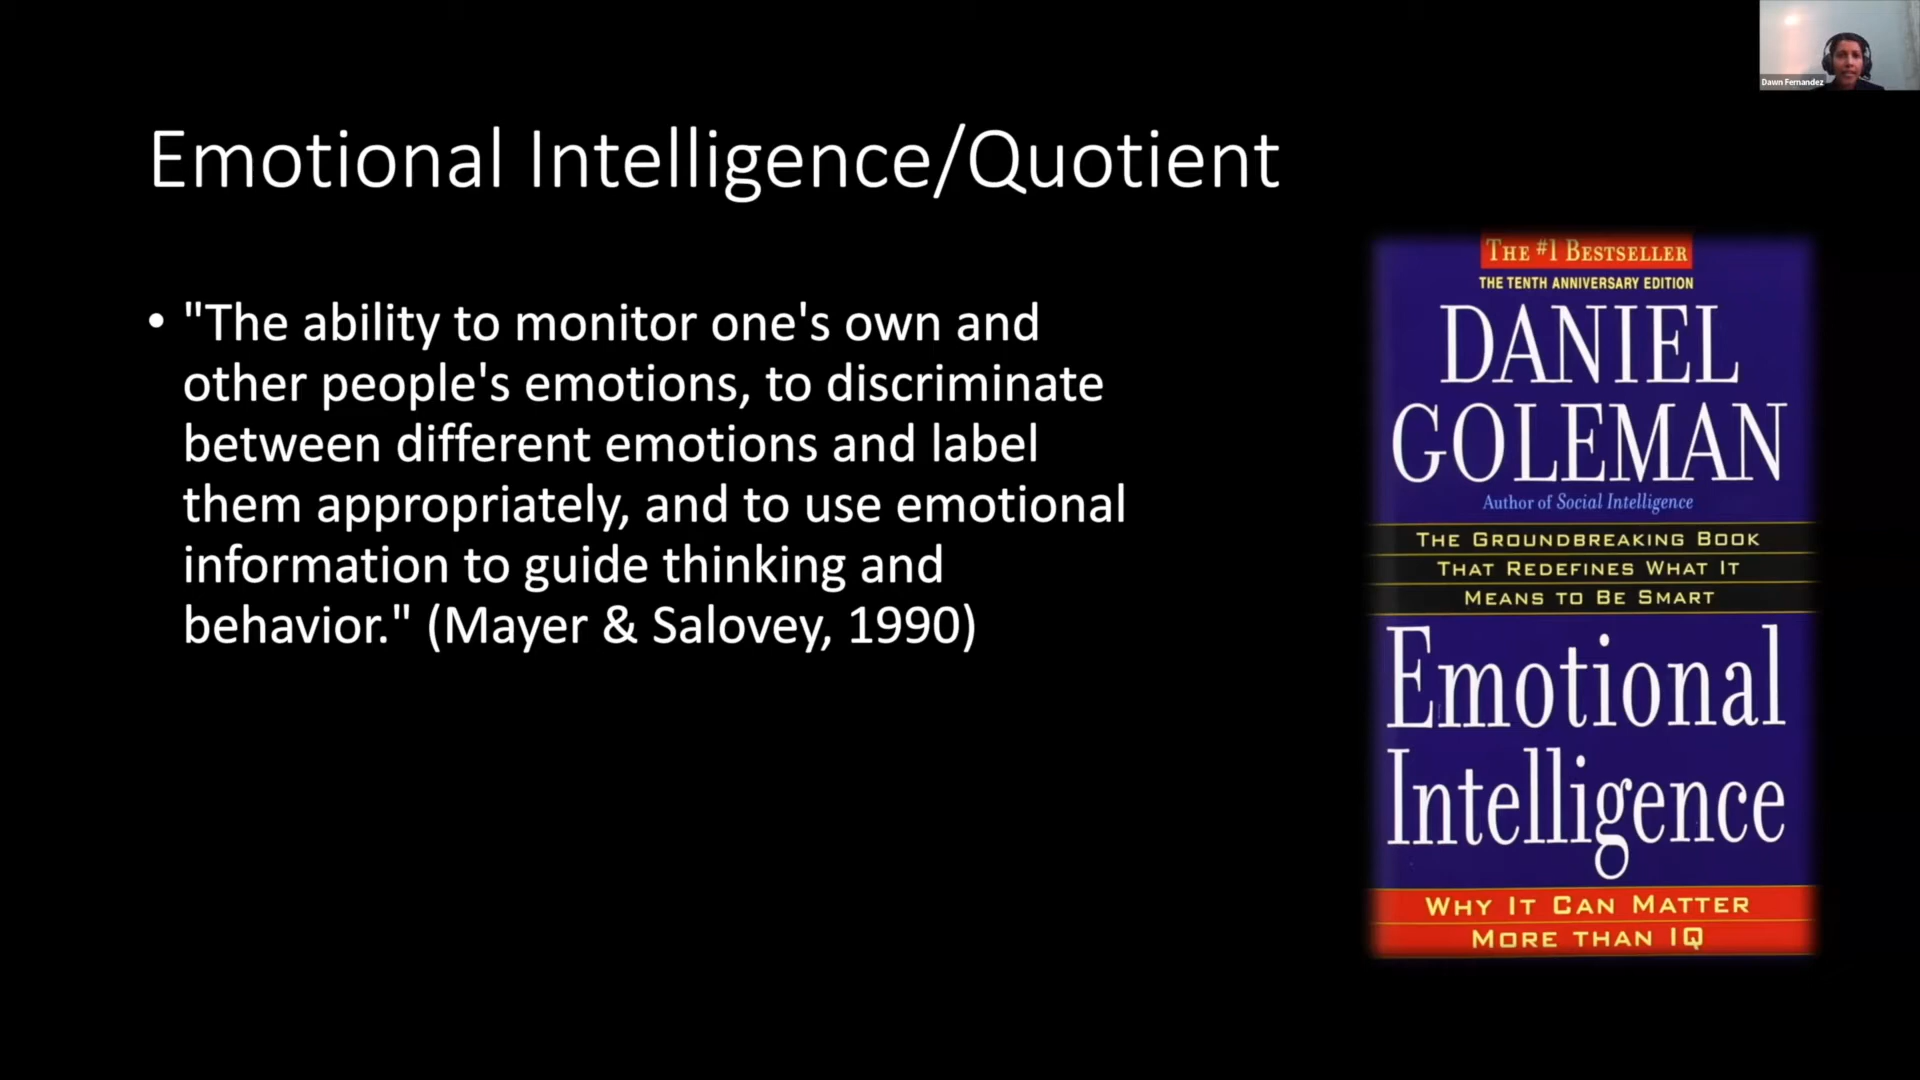 Dawn Fernandez
Emotional Intelligence/Quotient
• "The ability to monitor one's own and
other people's emotions, to discriminate
between different emotions and label
them appropriately, and to use emotional
information to guide thinking and
behavior." (Mayer & Salovey, 1990)
THE #1 BESTSELLER
THE TENTH ANNIVERSARY EDITION
DANIEL
GOLEMAN
Author of Social Intelligence
THE GROUNDBREAKING BOOK
THAT REDEFINES WHAT IT
MEANS TO BE SMART
Emotional
Intelligence
WHY IT CAN MATTER
MORE THAN IQ